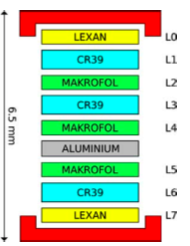 LEXAN L0
CR39 L1
MAKROFOL L2
CR39 L3
MAKROFOL L4
ALUMINIUM
MAKROFOL L5
CR39 L6
LEXAN L7
6.5 mm